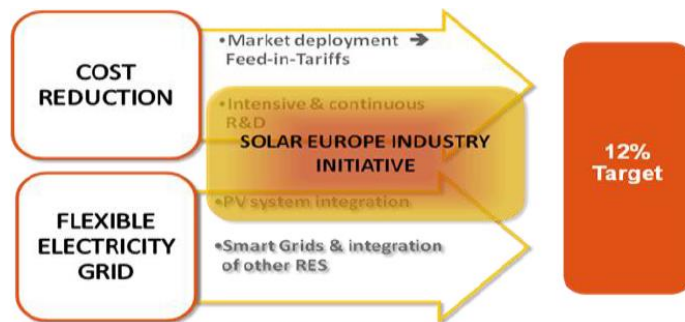 COST
REDUCTION
•Market deployment ➔
Feed-in-Tariffs
•Intensive & continuous
R&D
SOLAR EUROPE INDUSTRY
INITIATIVE
FLEXIBLE
ELECTRICITY
GRID
•PV system integration
•Smart Grids & integration
of other RES
12%
Target